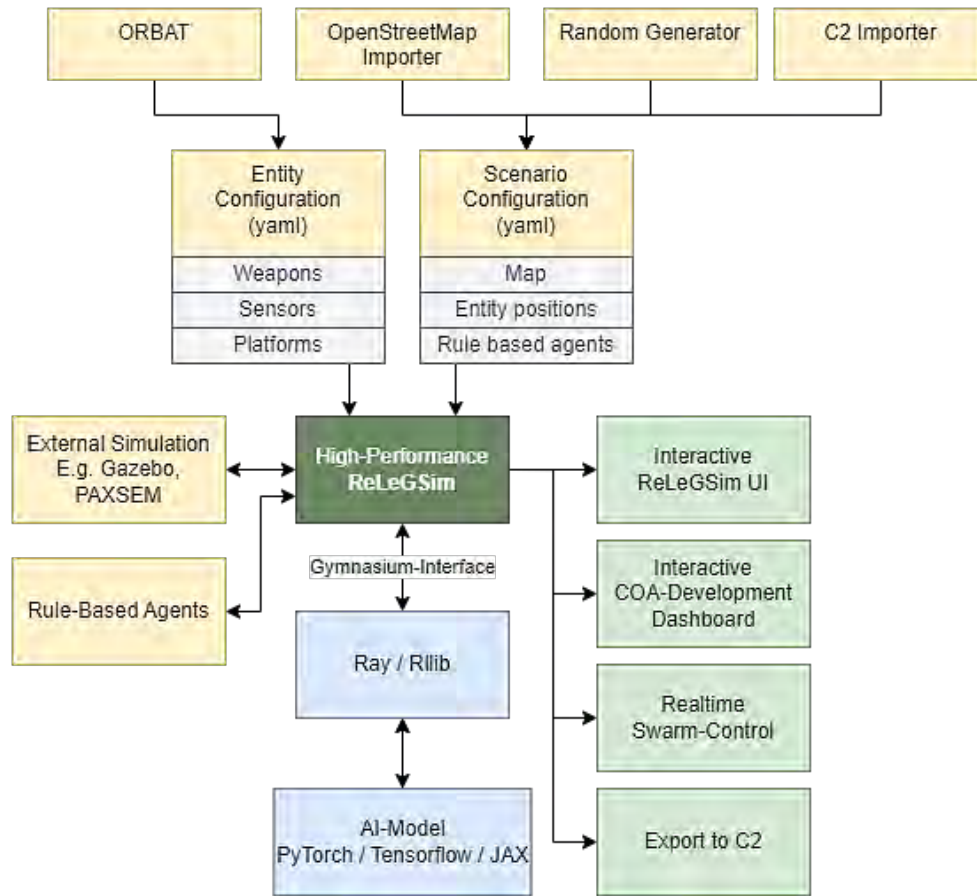 ORBAT
OpenStreetMap
Importer
Random Generator
C2 Importer
Entity
Configuration
(yaml)
Weapons
Sensors
Platforms
Scenario
Configuration
(yaml)
Map
Entity positions
Rule based agents
External Simulation
E.g. Gazebo,
PAXSEM
High-Performance
ReLeGSim
Interactive
ReLeGSim UI
Gymnasium-Interface
Rule-Based Agents
Interactive
COA-Development
Dashboard
Ray / Rllib
Realtime
Swarm-Control
AI-Model
PyTorch / Tensorflow / JAX
Export to C2